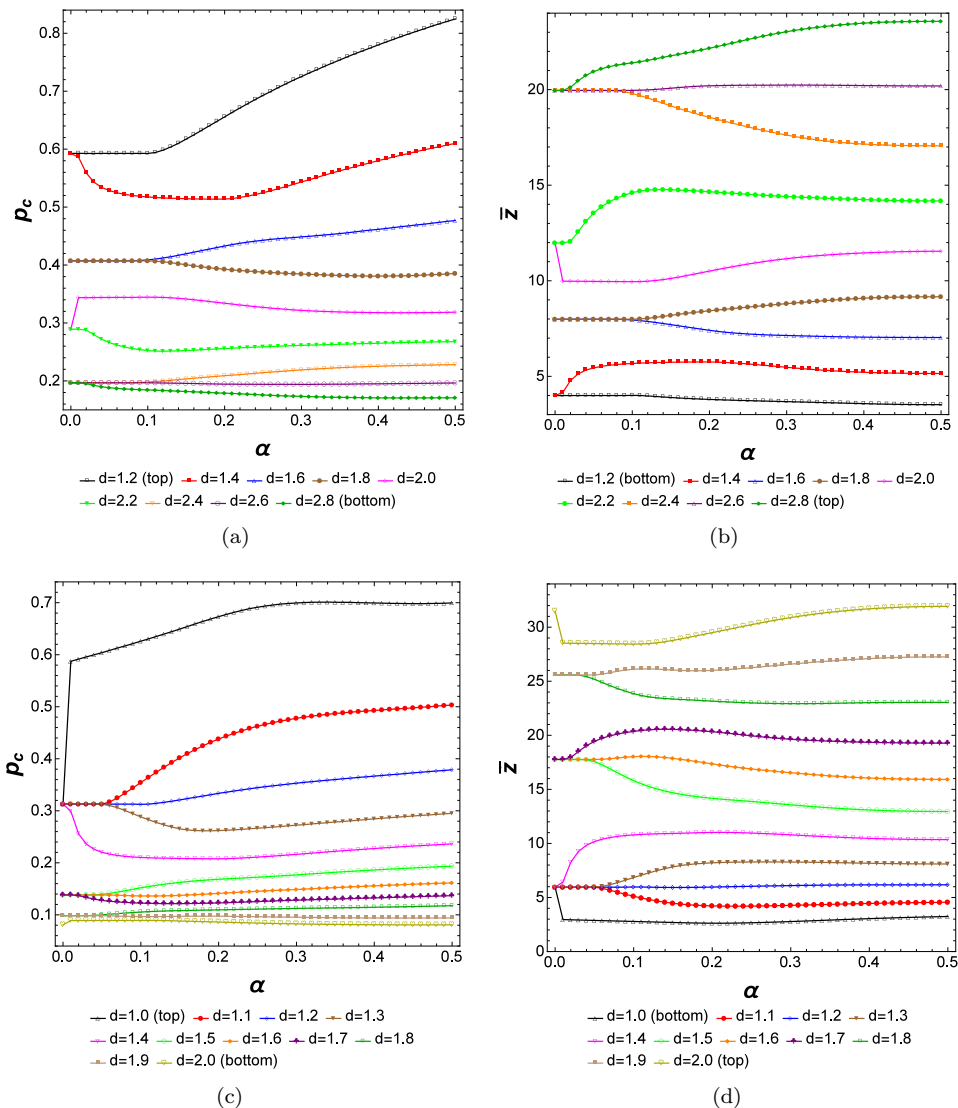 0.8
0.6
0.4
0.3
0.2
0.0 0.1 0.2 0.3 0.4 0.5
p_c
α
d=1.2 (top) d=1.4 d=1.6 d=1.8 d=2.0
d=2.2 d=2.4 d=2.6 d=2.8 (bottom)
(a)
20
15
10
5
0.0 0.1 0.2 0.3 0.4 0.5
z̅
α
d=1.2 (bottom) d=1.4 d=1.6 d=1.8 d=2.0
d=2.2 d=2.4 d=2.6 d=2.8 (top)
(b)
0.7
0.6
0.5
0.3
0.2
0.1
0.0 0.1 0.2 0.3 0.4 0.5
p_c
α
d=1.0 (top) d=1.1 d=1.2 d=1.3
d=1.4 d=1.5 d=1.6 d=1.7 d=1.8
d=1.9 d=2.0 (bottom)
(c)
30
25
20
15
10
5
0
0.0 0.1 0.2 0.3 0.4 0.5
z̅
α
d=1.0 (bottom) d=1.1 d=1.2 d=1.3
d=1.4 d=1.5 d=1.6 d=1.7 d=1.8
d=1.9 d=2.0 (top)
(d)